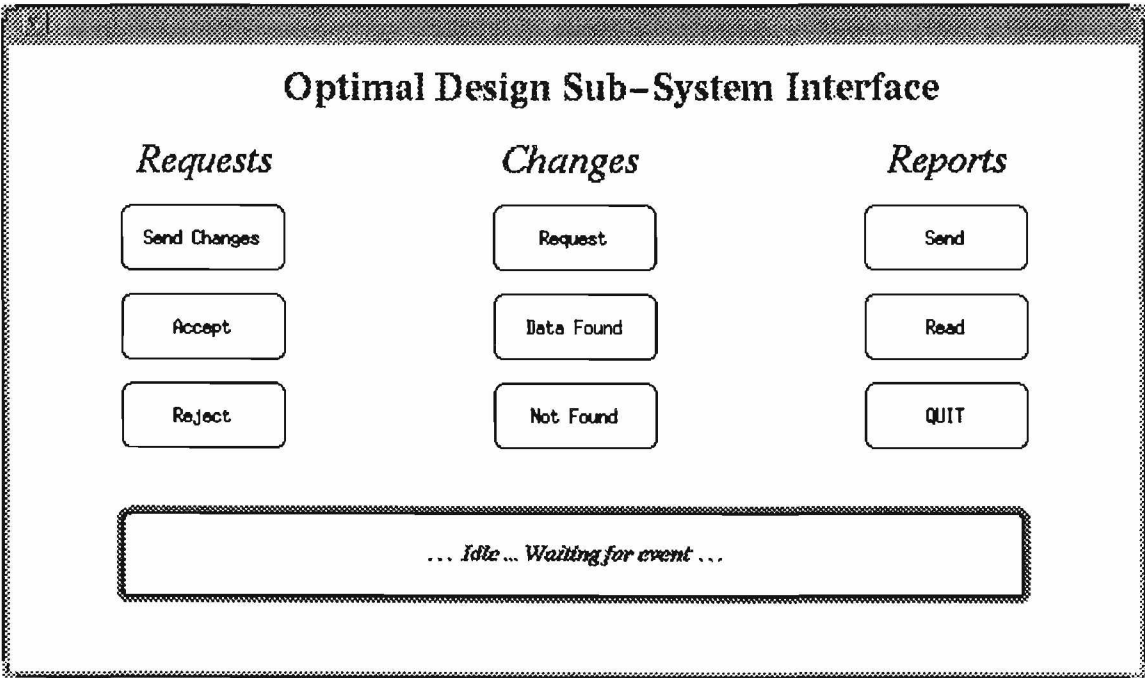 Optimal Design Sub-System Interface
Requests Changes Reports
Send Changes Request Send
Accept Data Found Read
Reject Not Found QUIT
... Idle ... Waiting for event ...